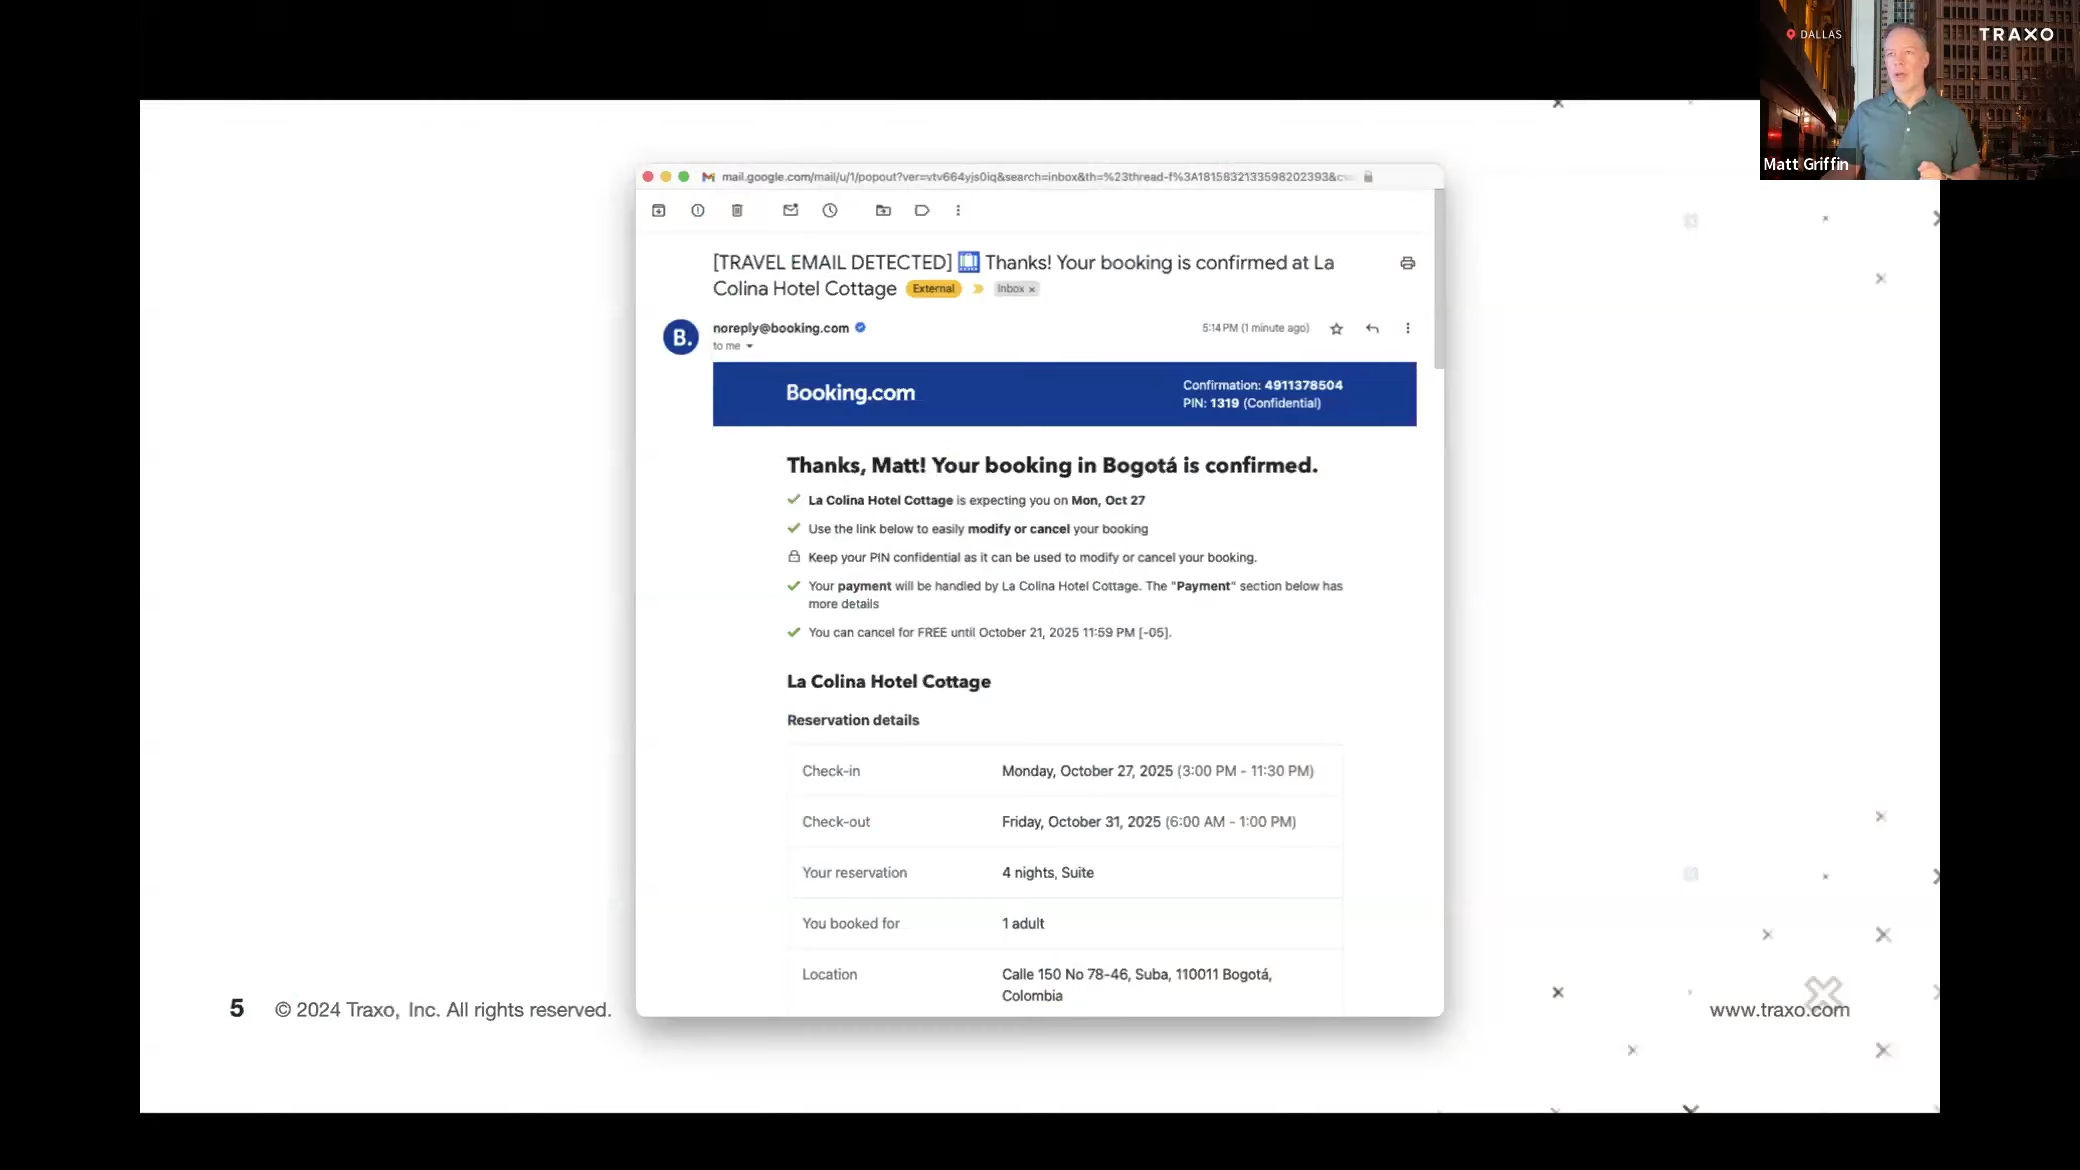 DALLAS
TRAXO
Matt Griffin
mail.google.com/mail/u/1/popout?ver=vtv664yjs0iq&search=inbox&th=%23thread-f%3A1815832133598202393&c
[TRAVEL EMAIL DETECTED] 🛄 Thanks! Your booking is confirmed at La
Colina Hotel Cottage External Inbox ×
B. noreply@booking.com
5:14 PM (1 minute ago)
to me
Booking.com
Confirmation: 4911378504
PIN: 1319 (Confidential)
Thanks, Matt! Your booking in Bogotá is confirmed.
La Colina Hotel Cottage is expecting you on Mon, Oct 27
Use the link below to easily modify or cancel your booking
Keep your PIN confidential as it can be used to modify or cancel your booking.
Your payment will be handled by La Colina Hotel Cottage. The "Payment" section below has
more details
You can cancel for FREE until October 21, 2025 11:59 PM [-05].
La Colina Hotel Cottage
Reservation details
Check-in Monday, October 27, 2025 (3:00 PM - 11:30 PM)
Check-out Friday, October 31, 2025 (6:00 AM - 1:00 PM)
Your reservation 4 nights, Suite
You booked for 1 adult
Location Calle 150 No 78-46, Suba, 110011 Bogotá,
Colombia
5 © 2024 Traxo, Inc. All rights reserved.
www.traxo.com